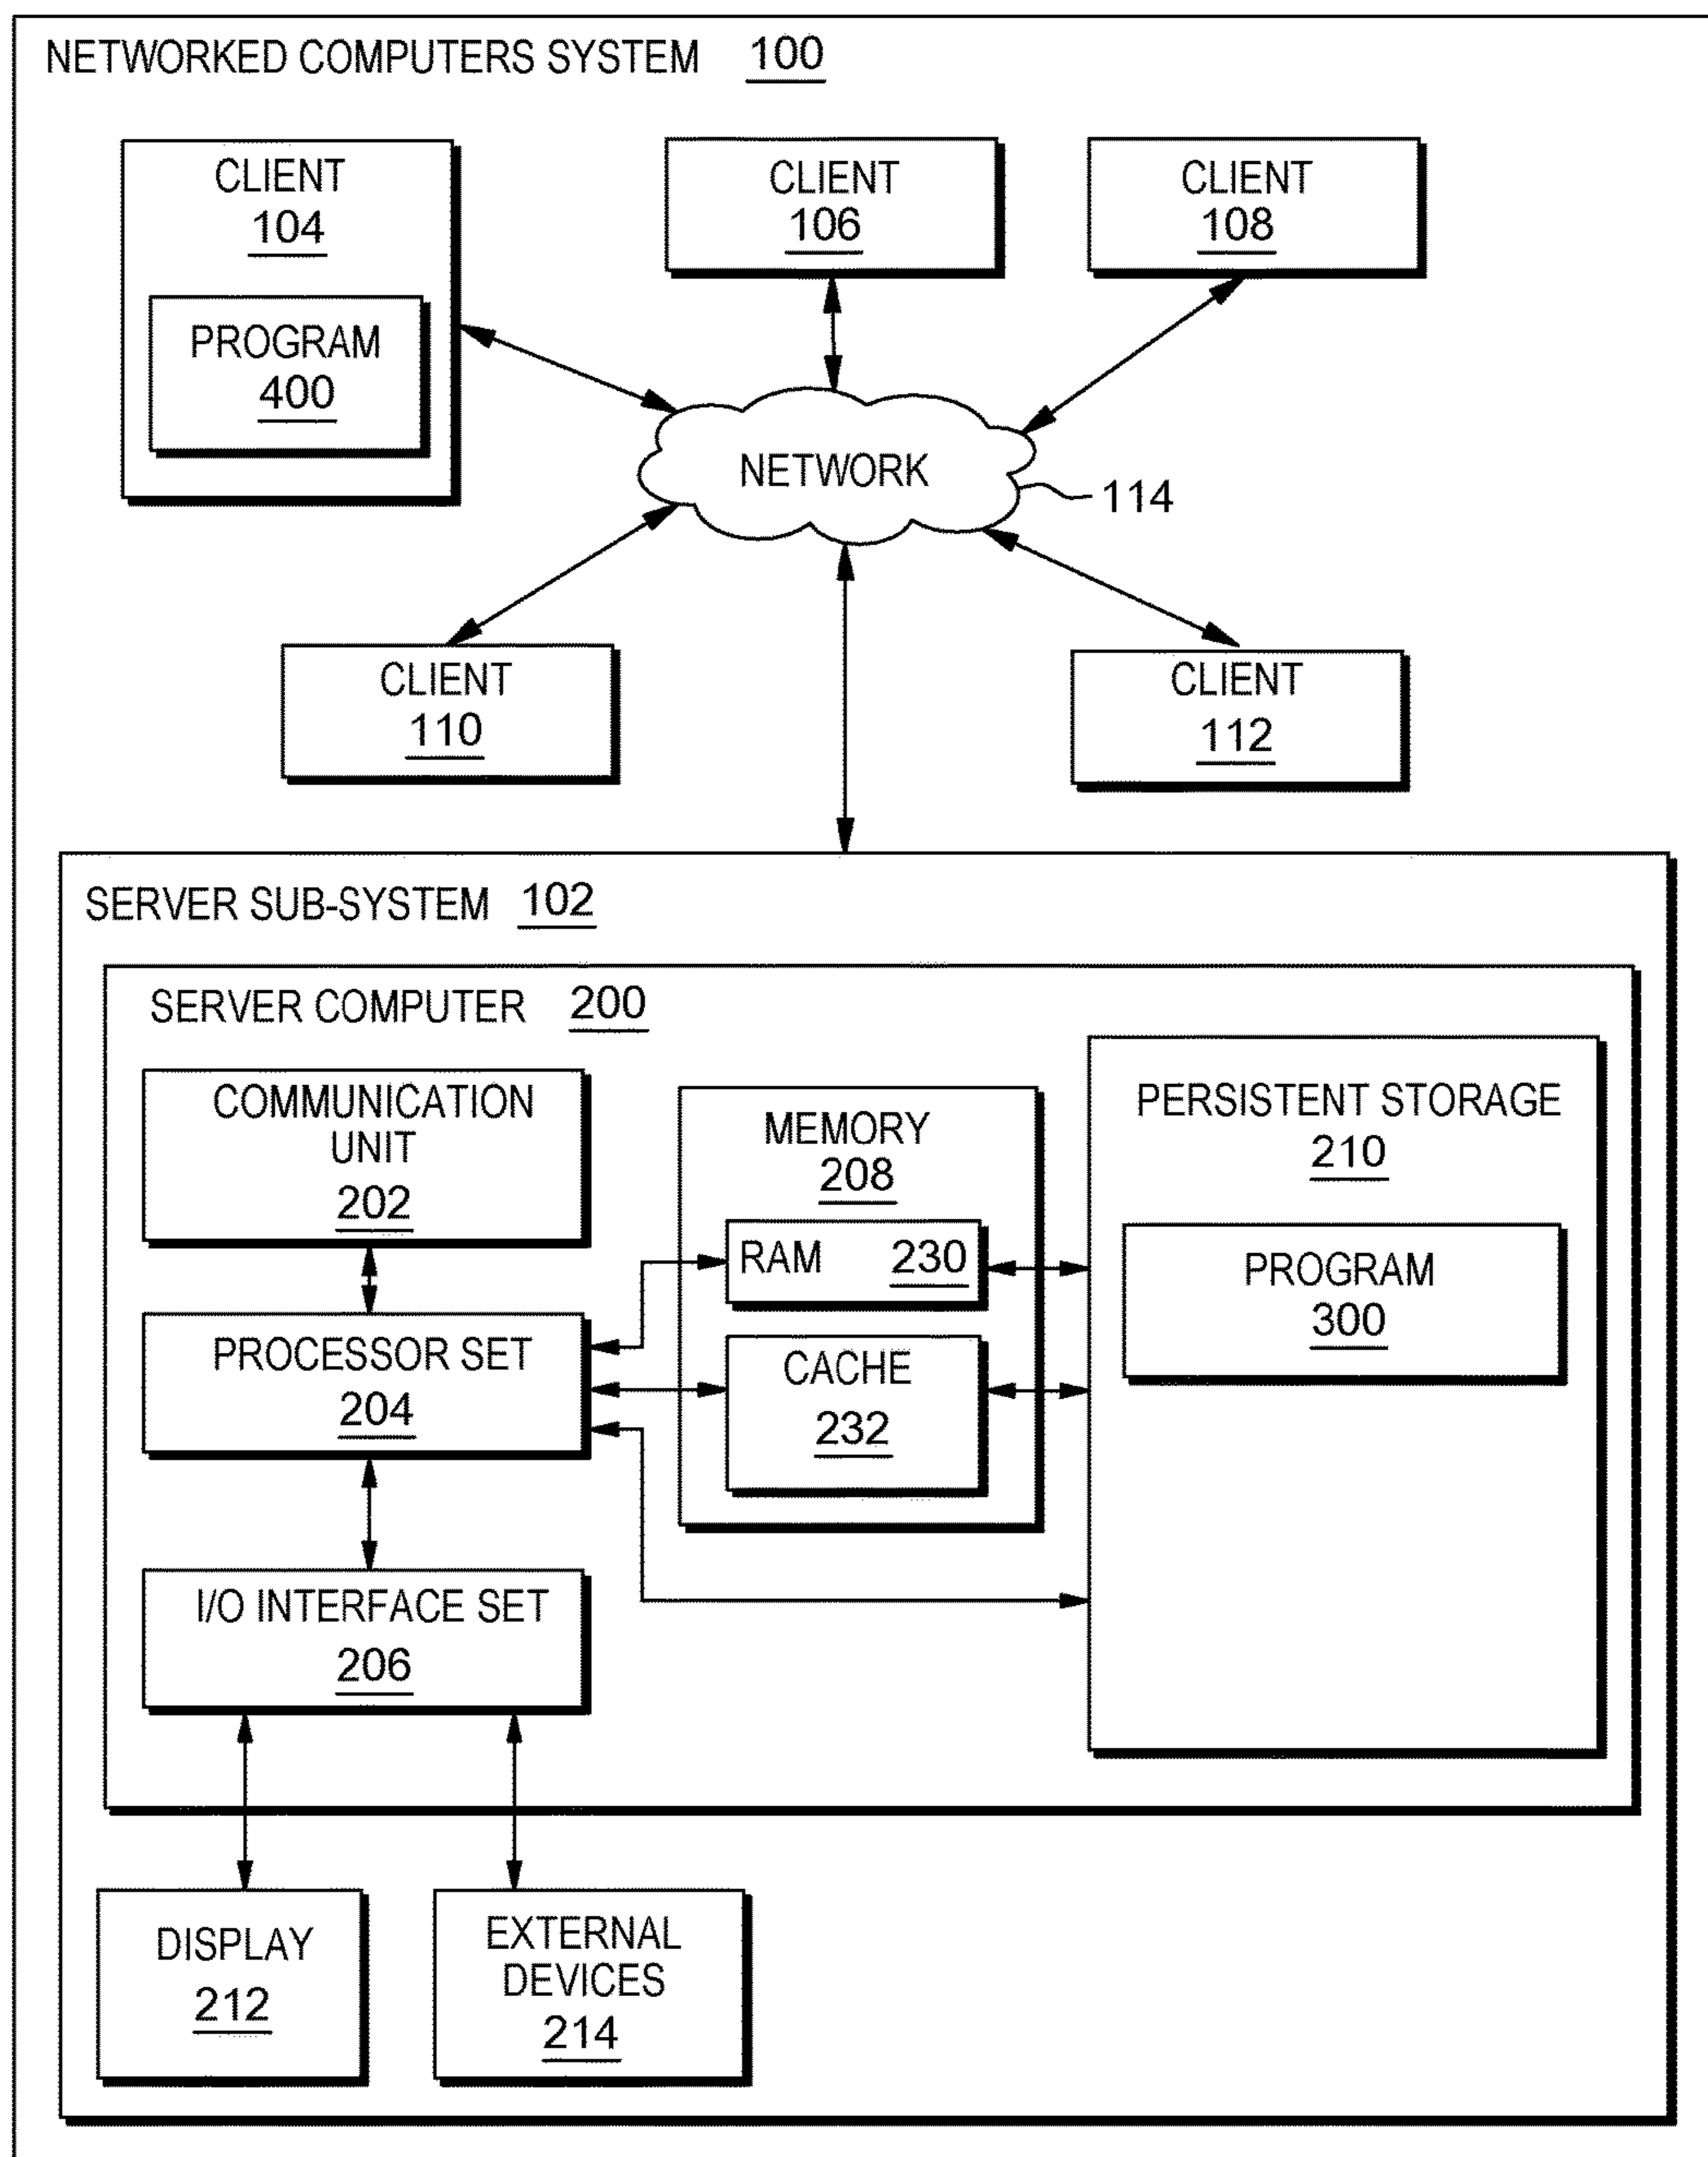 NETWORKED COMPUTERS SYSTEM 100
CLIENT
104
PROGRAM
400
CLIENT
106
CLIENT
108
NETWORK
114
CLIENT
110
CLIENT
112
SERVER SUB-SYSTEM 102
SERVER COMPUTER 200
COMMUNICATION
UNIT
202
PROCESSOR SET
204
I/O INTERFACE SET
206
MEMORY
208
RAM 230
CACHE
232
PERSISTENT STORAGE
210
PROGRAM
300
DISPLAY
212
EXTERNAL
DEVICES
214